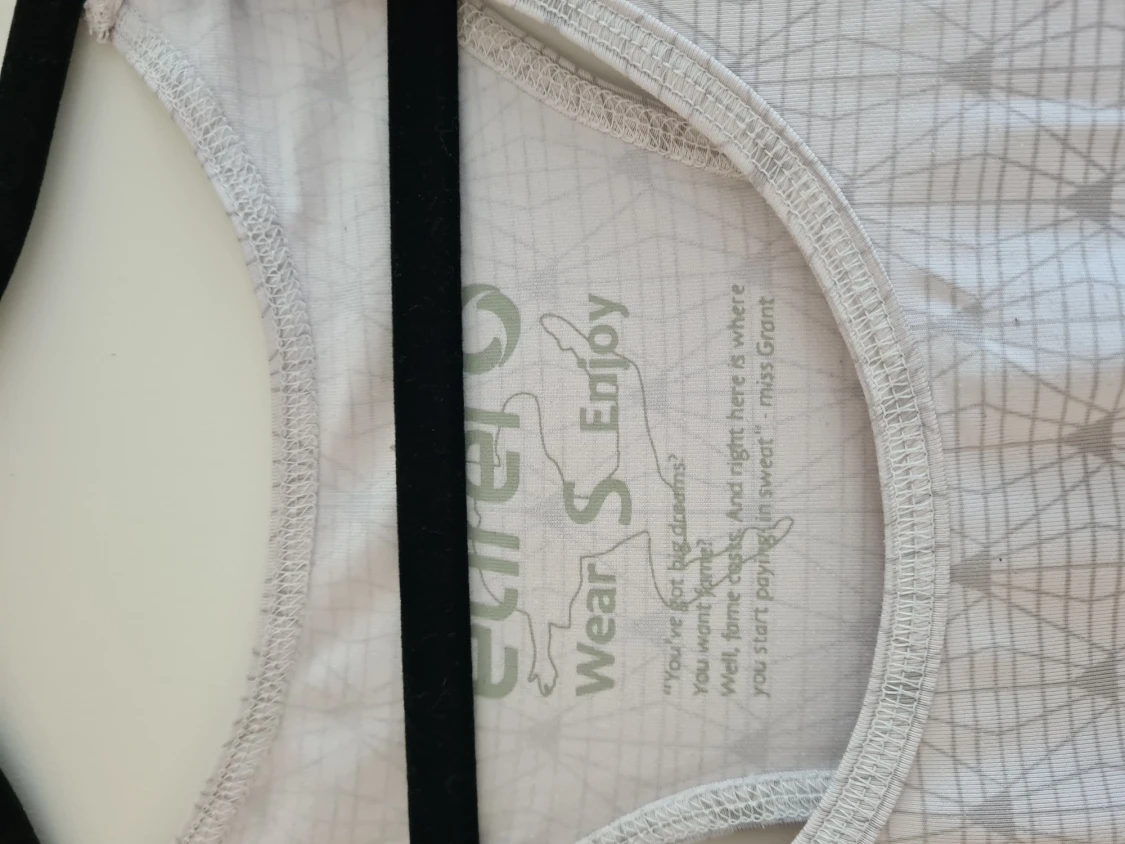 Wear S Enjoy
"You've got big dreams?
You want fame?
Well, fame costs. And right here is where
you start paying: in sweat" - miss Grant